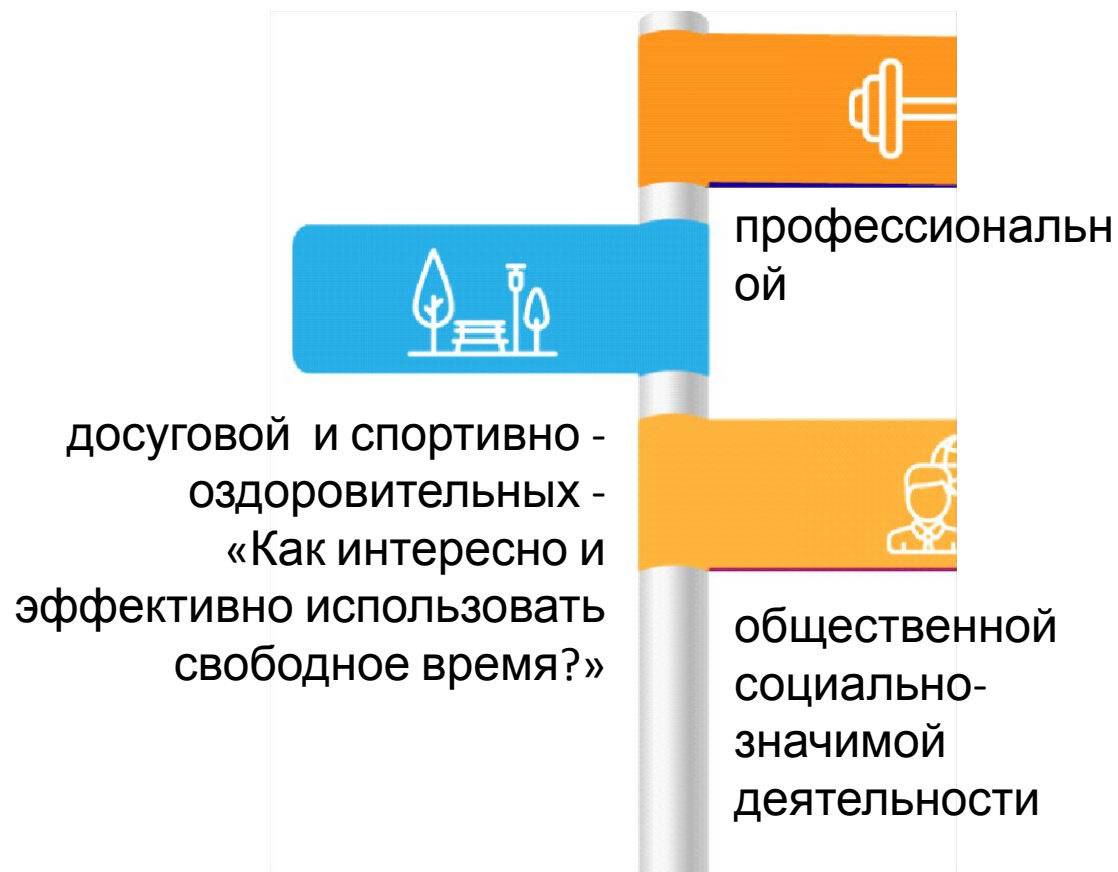 профессиональн
ой
досуговой  и спортивно -
оздоровительных -
«Как интересно и
эффективно использовать
свободное время?»
общественной
социально-
значимой
деятельности